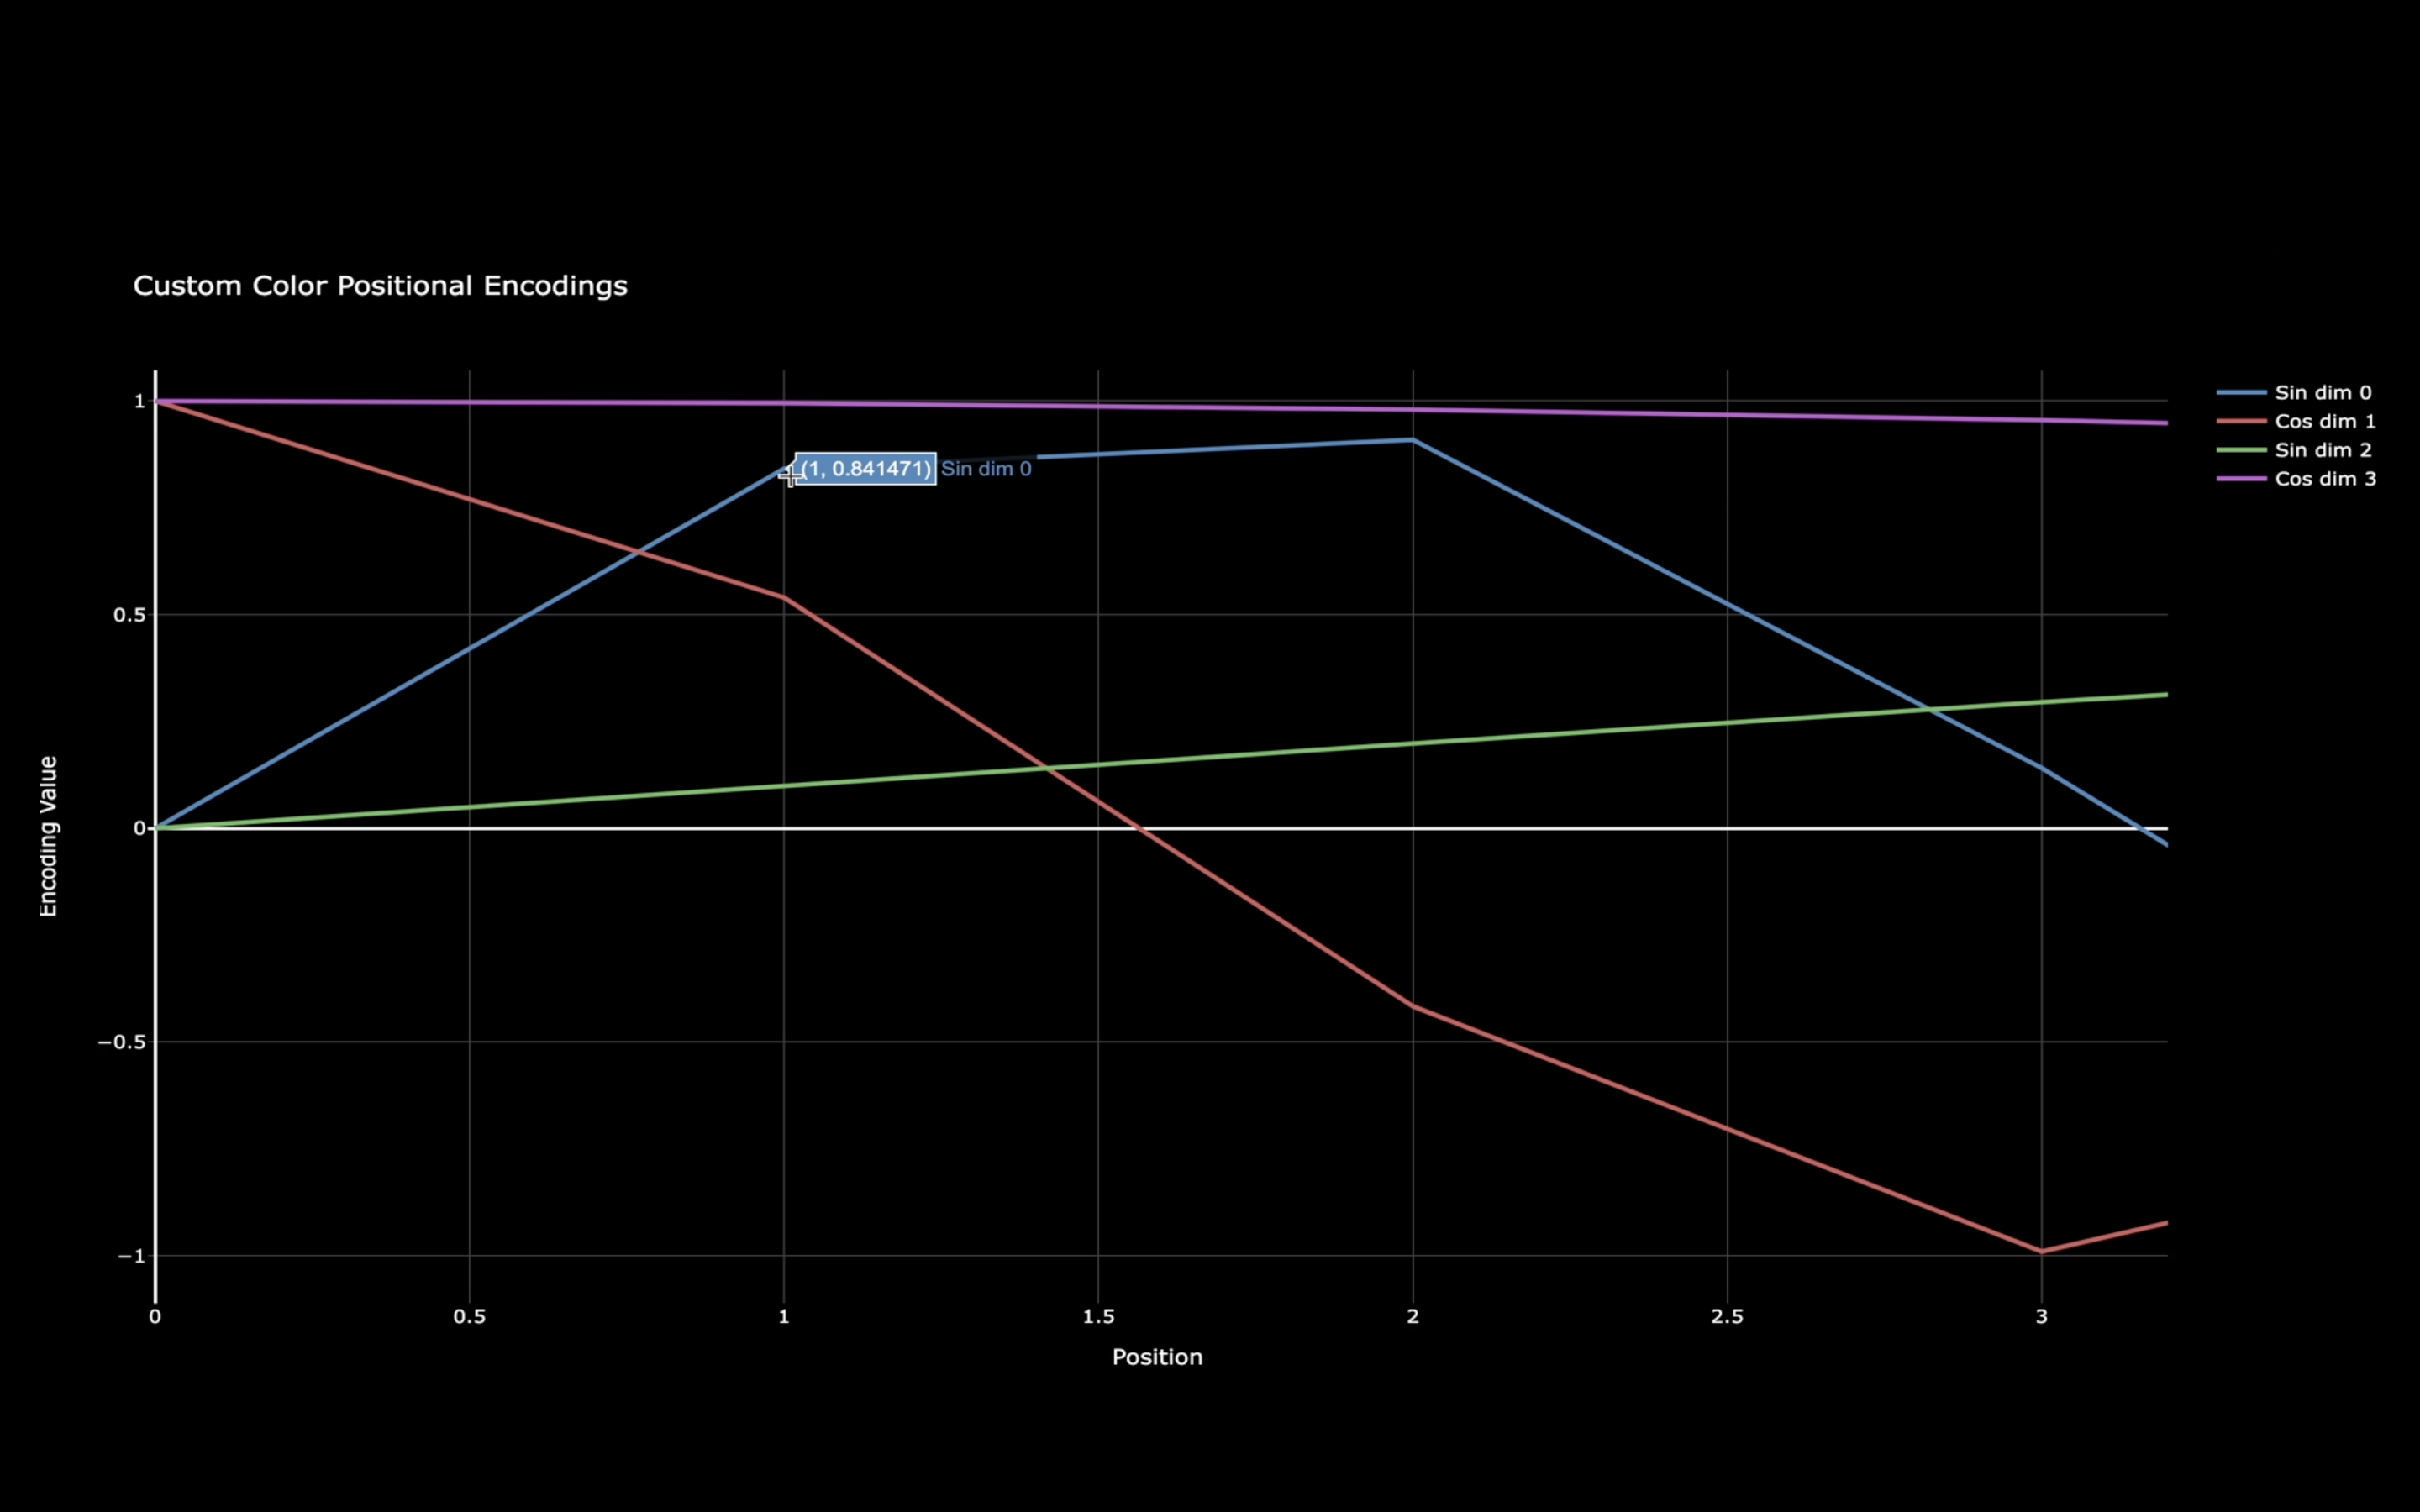 Custom Color Positional Encodings
Sin dim 0
Cos dim 1
Sin dim 2
Cos dim 3
(1, 0.841471) Sin dim 0
Encoding Value
1
0.5
0
−0.5
−1
0 0.5 1 1.5 2 2.5 3
Position